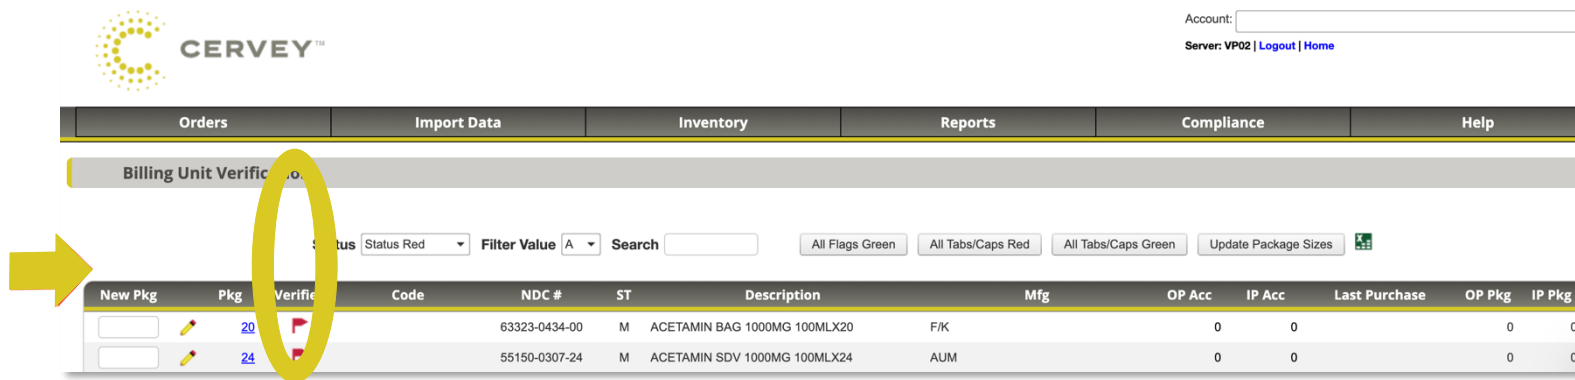 Account:
CERVEY™
Server: VP02 | Logout | Home
Orders Import Data Inventory Reports Compliance Help
Billing Unit
Status Red Filter Value A Search All Flags Green All Tabs/Caps Red All Tabs/Caps Green Update Package Sizes
New Pkg Pkg Code NDC # ST Description Mfg OP Acc IP Acc Last Purchase OP Pkg IP Pkg
20 63323-0434-00 M ACETAMIN BAG 1000MG 100MLX20 F/K 0 0 0 0
24 55150-0307-24 M ACETAMIN SDV 1000MG 100MLX24 AUM 0 0 0 0